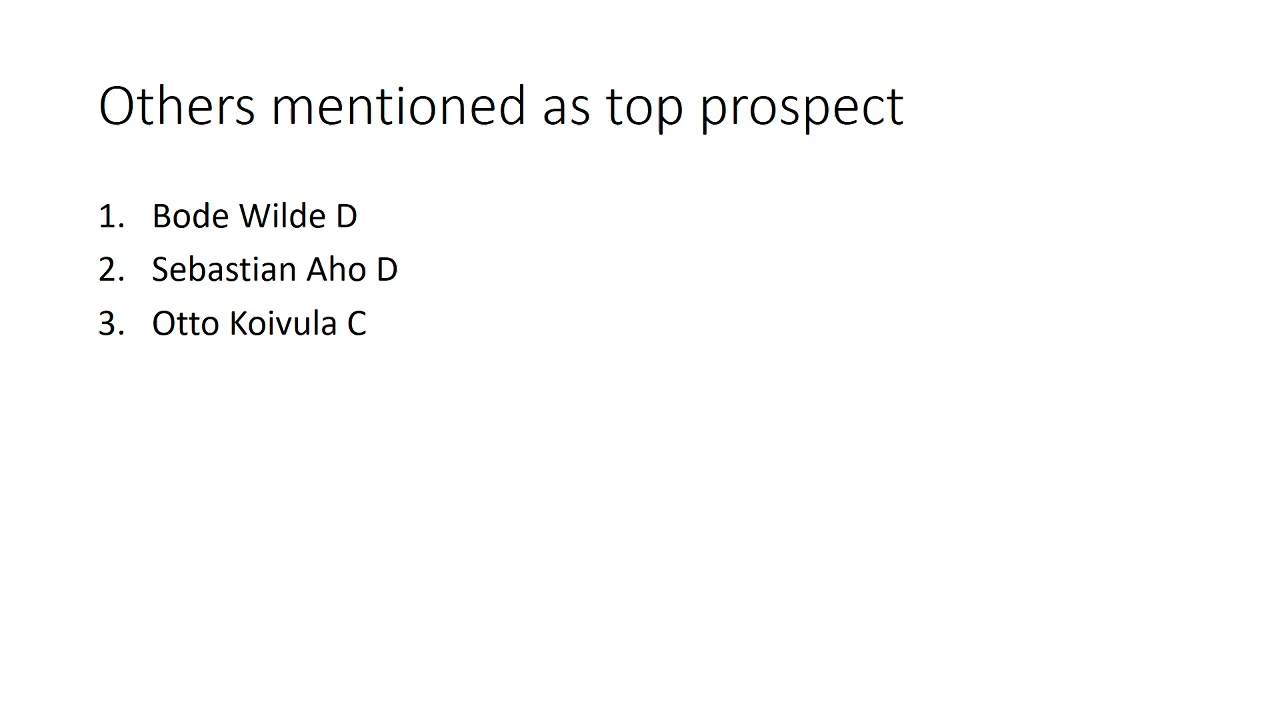 Others mentioned as top prospect
1. Bode Wilde D
2. Sebastian Aho D
3. Otto Koivula C